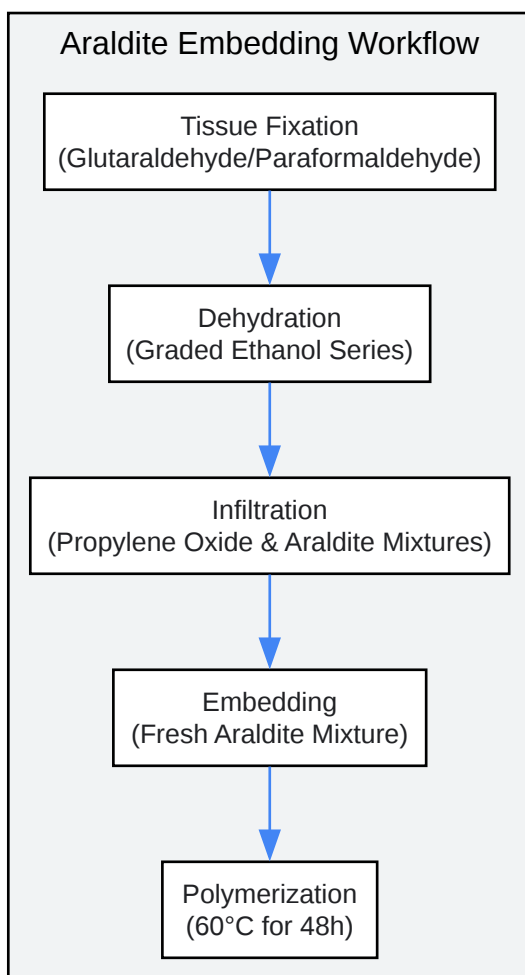 Araldite Embedding Workflow
Tissue Fixation
(Glutaraldehyde/Paraformaldehyde)
Dehydration
(Graded Ethanol Series)
Infiltration
(Propylene Oxide & Araldite Mixtures)
Embedding
(Fresh Araldite Mixture)
Polymerization
(60°C for 48h)